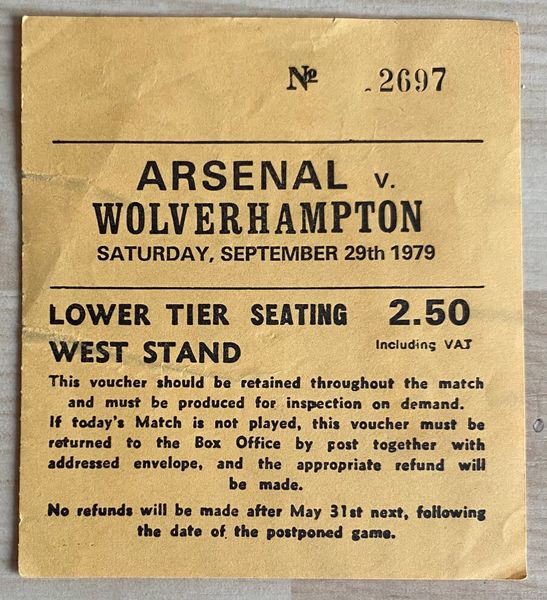 Nº 2697
ARSENAL v.
WOLVERHAMPTON
SATURDAY, SEPTEMBER 29th 1979
LOWER TIER SEATING 2.50
WEST STAND Including VAT
This voucher should be retained throughout the match
and must be produced for inspection on demand.
If today's Match is not played, this voucher must be
returned to the Box Office by post together with
addressed envelope, and the appropriate refund will
be made.
No refunds will be made after May 31st next, following
the date of the postponed game.